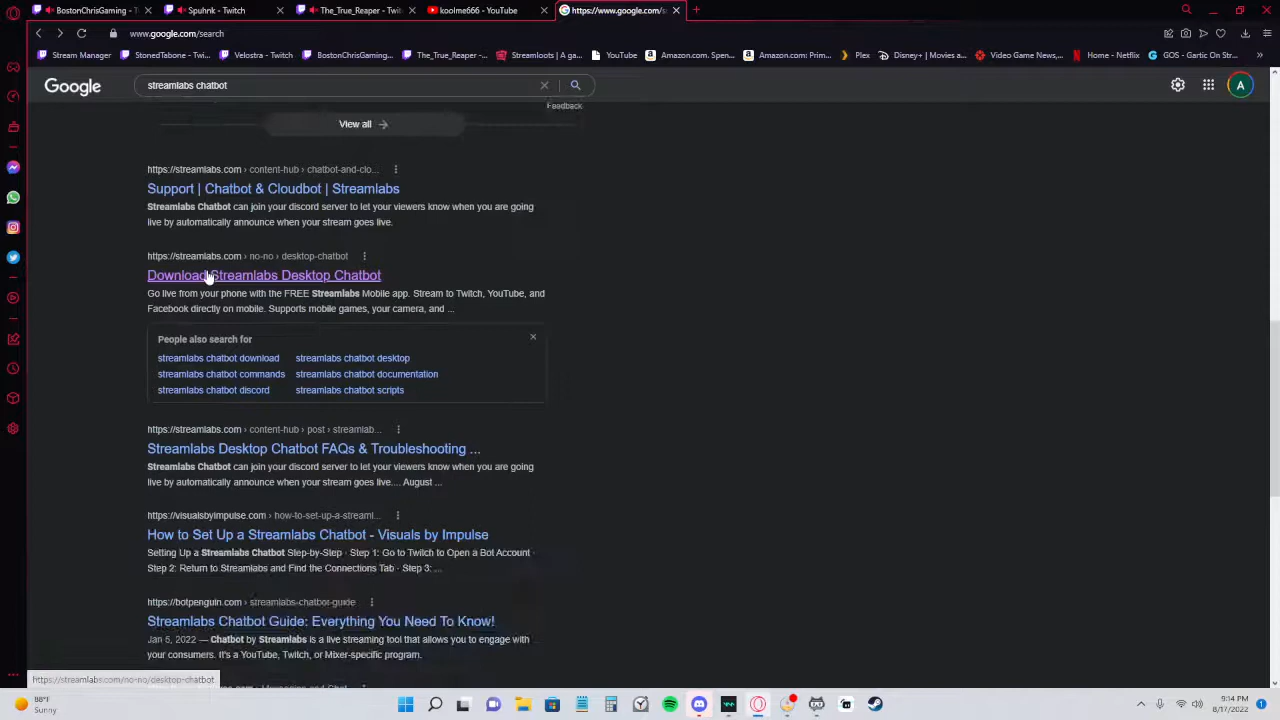 BostonChrisGaming - Tw
Spuhnk - Twitch
The_True_Reaper - Twitc
koolme666 - YouTube
https://www.google.com/s
www.google.com/search
Stream Manager
StonedTabone - Twi...
Velostra - Twitch
BostonChrisGaming...
The_True_Reaper -...
Streamloots | A ga...
YouTube
Amazon.com. Spen...
Amazon.com: Prim...
Plex
Disney+ | Movies a...
Video Game News,...
Home - Netflix
GOS - Gartic On Str...
Google
streamlabs chatbot
A
Feedback
View all
https://streamlabs.com › content-hub › chatbot-and-clo...
Support | Chatbot & Cloudbot | Streamlabs
Streamlabs Chatbot can join your discord server to let your viewers know when you are going
live by automatically announce when your stream goes live.
https://streamlabs.com › no-no › desktop-chatbot
Download Streamlabs Desktop Chatbot
Go live from your phone with the FREE Streamlabs Mobile app. Stream to Twitch, YouTube, and
Facebook directly on mobile. Supports mobile games, your camera, and ...
People also search for
streamlabs chatbot download
streamlabs chatbot desktop
streamlabs chatbot commands
streamlabs chatbot documentation
streamlabs chatbot discord
streamlabs chatbot scripts
https://streamlabs.com › content-hub › post › streamlab...
Streamlabs Desktop Chatbot FAQs & Troubleshooting ...
Streamlabs Chatbot can join your discord server to let your viewers know when you are going
live by automatically announce when your stream goes live.... August ...
https://visualsbyimpulse.com › how-to-set-up-a-streaml...
How to Set Up a Streamlabs Chatbot - Visuals by Impulse
Setting Up a Streamlabs Chatbot Step-by-Step · Step 1: Go to Twitch to Open a Bot Account ·
Step 2: Return to Streamlabs and Find the Connections Tab · Step 3: ...
https://botpenguin.com › streamlabs-chatbot-guide
Streamlabs Chatbot Guide: Everything You Need To Know!
Jan 5, 2022 — Chatbot by Streamlabs is a live streaming tool that allows you to engage with
your consumers. It's a YouTube, Twitch, or Mixer-specific program.
https://streamlabs.com/no-no/desktop-chatbot
88°F
Sunny
9:14 PM
8/17/2022